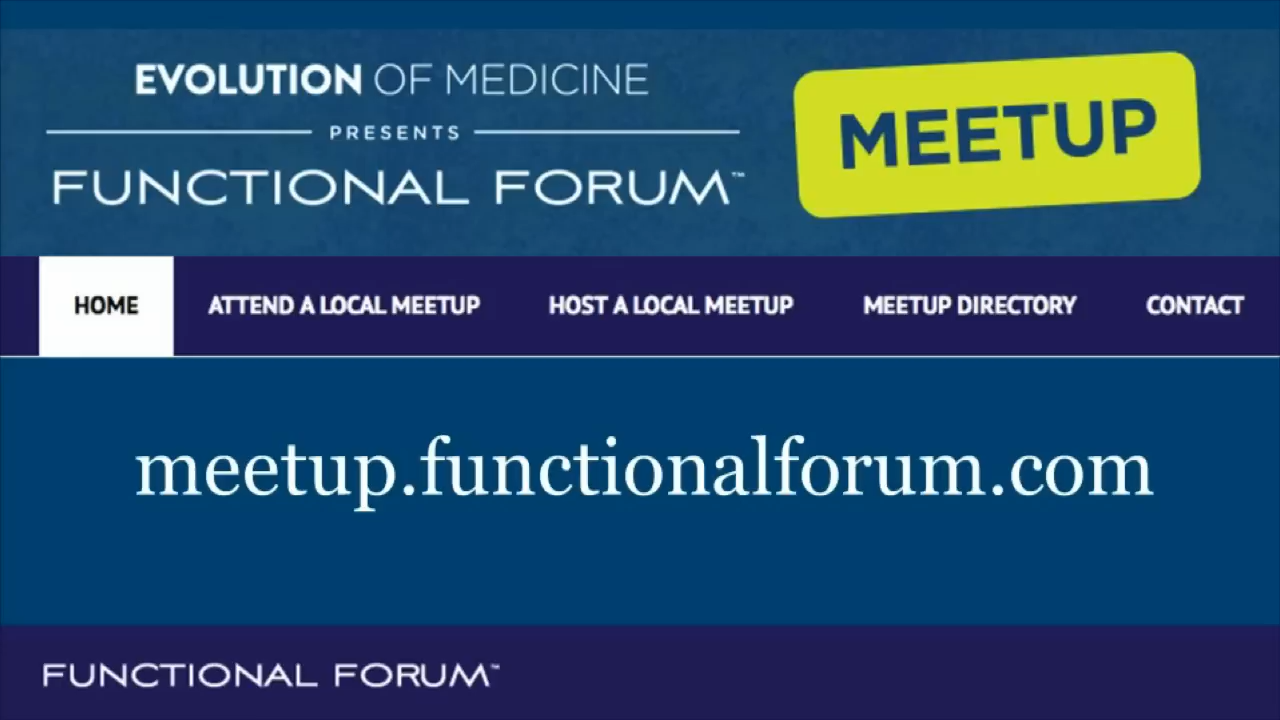 EVOLUTION OF MEDICINE
PRESENTS
FUNCTIONAL FORUM™
MEETUP
HOME ATTEND A LOCAL MEETUP HOST A LOCAL MEETUP MEETUP DIRECTORY CONTACT
meetup.functionalforum.com
FUNCTIONAL FORUM™